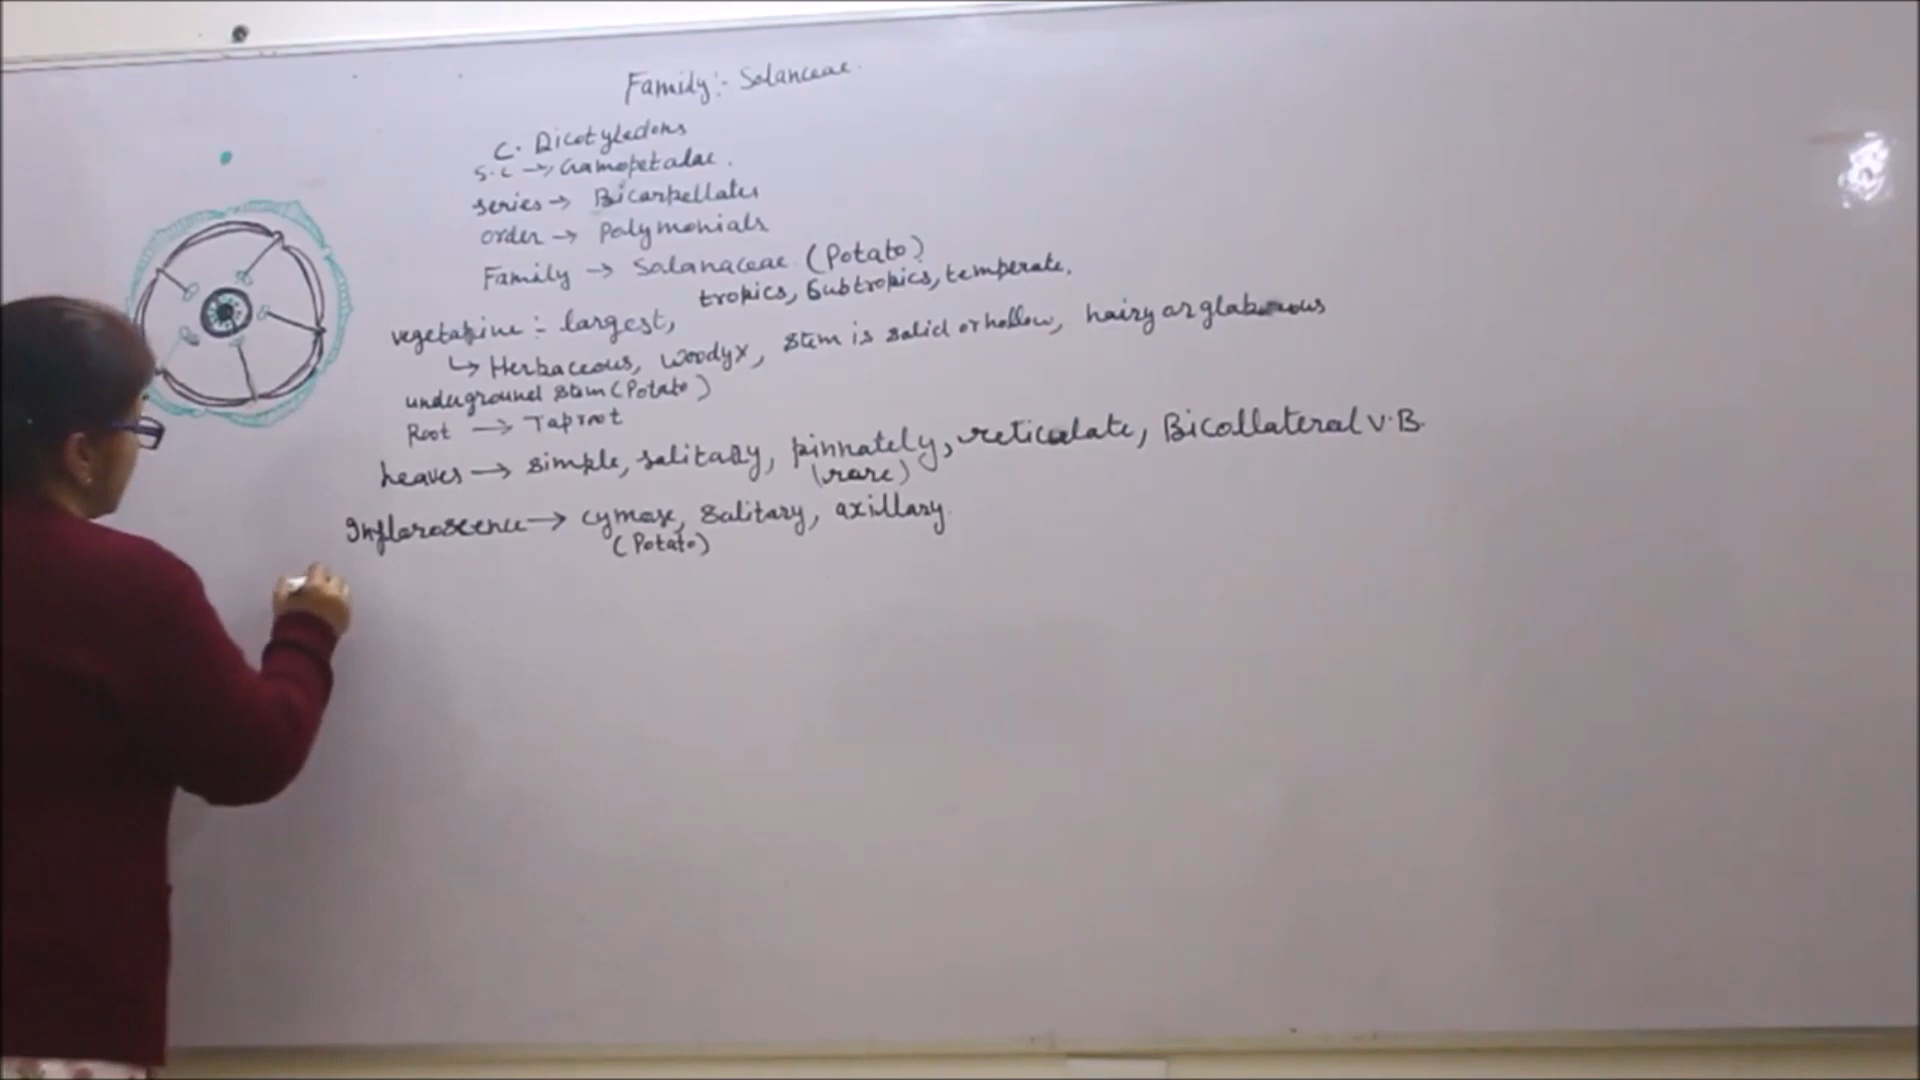 Family:- Solanceae.
C. Dicotyledons
S.C → Gamopetalae.
series → Bicarpellates
order → Polymonials
Family → Solanaceae (Potato)
vegetative :- largest, tropics, Subtropics, temperate,
↳ Herbaceous, woody x, stem is solid or hollow, hairy or glabrous
underground stem (Potato)
Root → Taproot
Leaves → simple, solitary, pinnately, reticulate, Bicollateral V.B.
(rare)
Inflorescence → cymose, solitary, axillary.
(Potato)